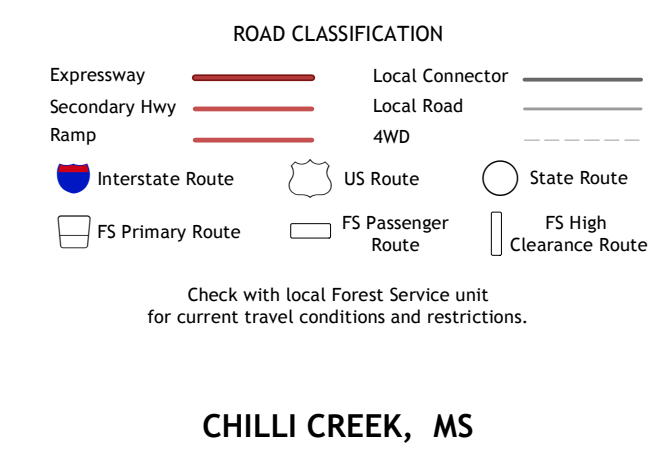 ROAD CLASSIFICATION
Expressway
Local Connector
Secondary Hwy
Local Road
Ramp
4WD
Interstate Route
US Route
State Route
FS Primary Route
FS Passenger
Route
FS High
Clearance Route
Check with local Forest Service unit
for current travel conditions and restrictions.
CHILLI CREEK,  MS